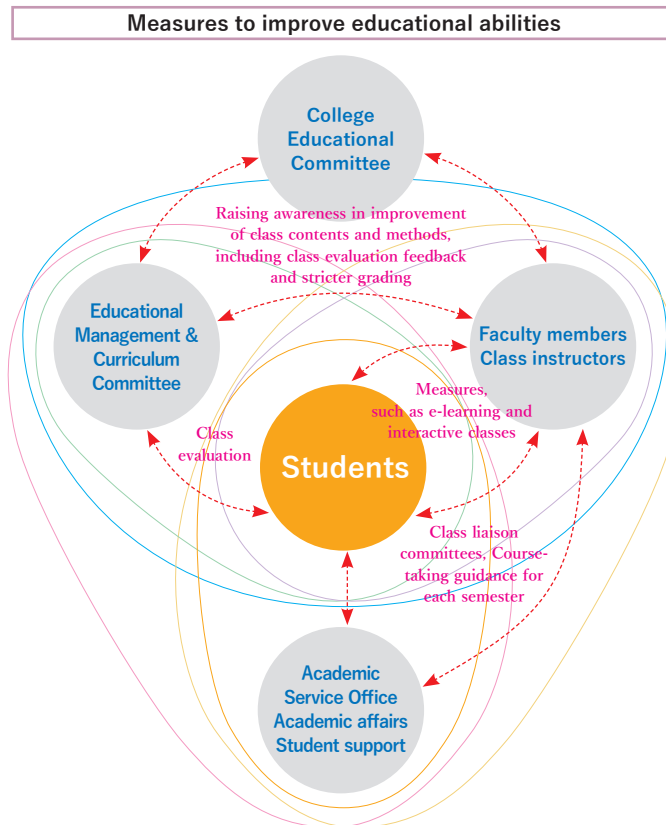 Measures to improve educational abilities
College
Educational
Committee
Raising awareness in improvement
of class contents and methods,
including class evaluation feedback
and stricter grading
Educational
Management &
Curriculum
Committee
Faculty members
Class instructors
Measures,
such as e-learning and
interactive classes
Class
evaluation
Students
Class liaison
committees, Course-
taking guidance for
each semester
Academic
Service Office
Academic affairs
Student support